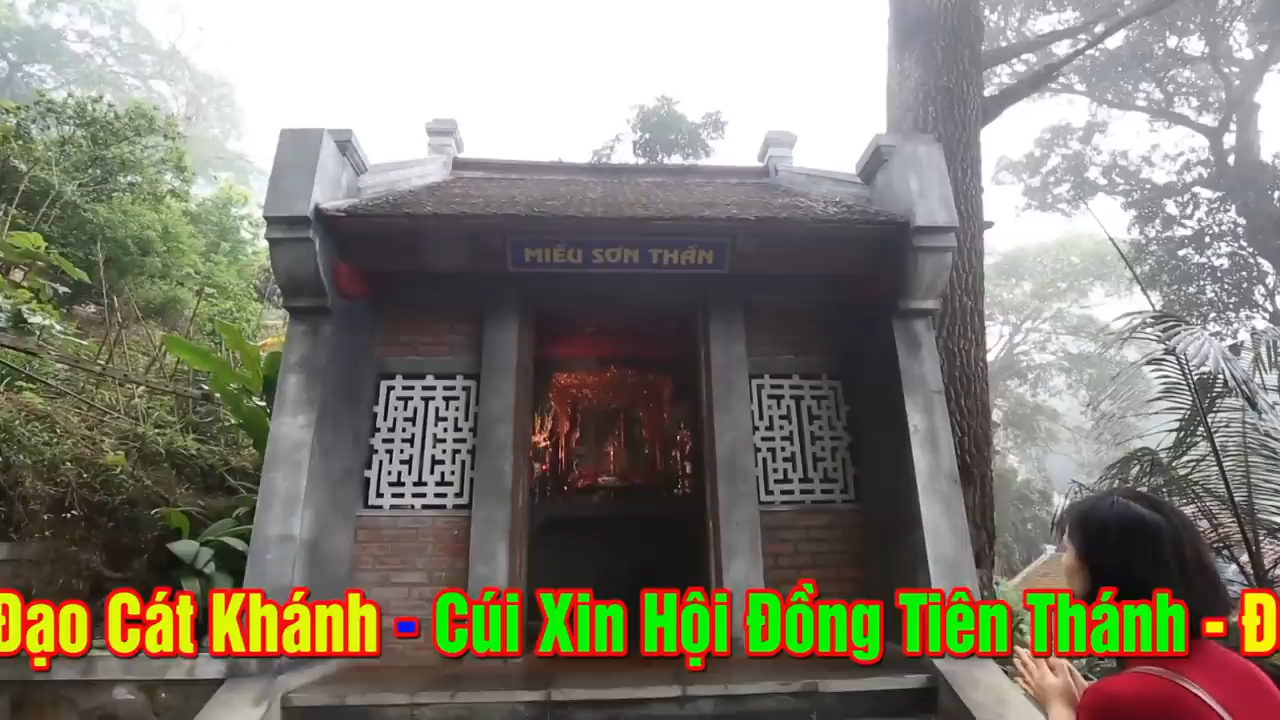 MIẾU SƠN THẦN
Đạo Cát Khánh - Cúi Xin Hội Đồng Tiên Thánh - Đ